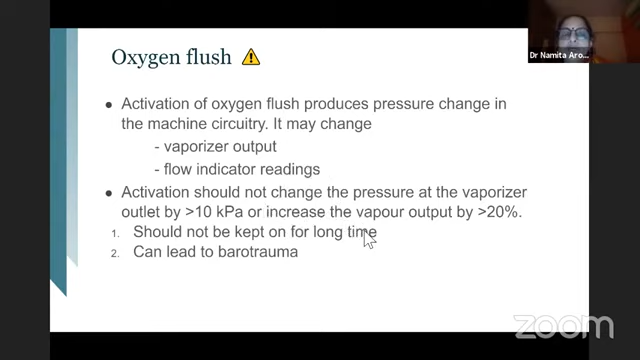 Oxygen flush ⚠
Dr Namita Aro...
● Activation of oxygen flush produces pressure change in
the machine circuitry. It may change
- vaporizer output
- flow indicator readings
● Activation should not change the pressure at the vaporizer
outlet by >10 kPa or increase the vapour output by >20%.
1. Should not be kept on for long time
2. Can lead to barotrauma
zoom